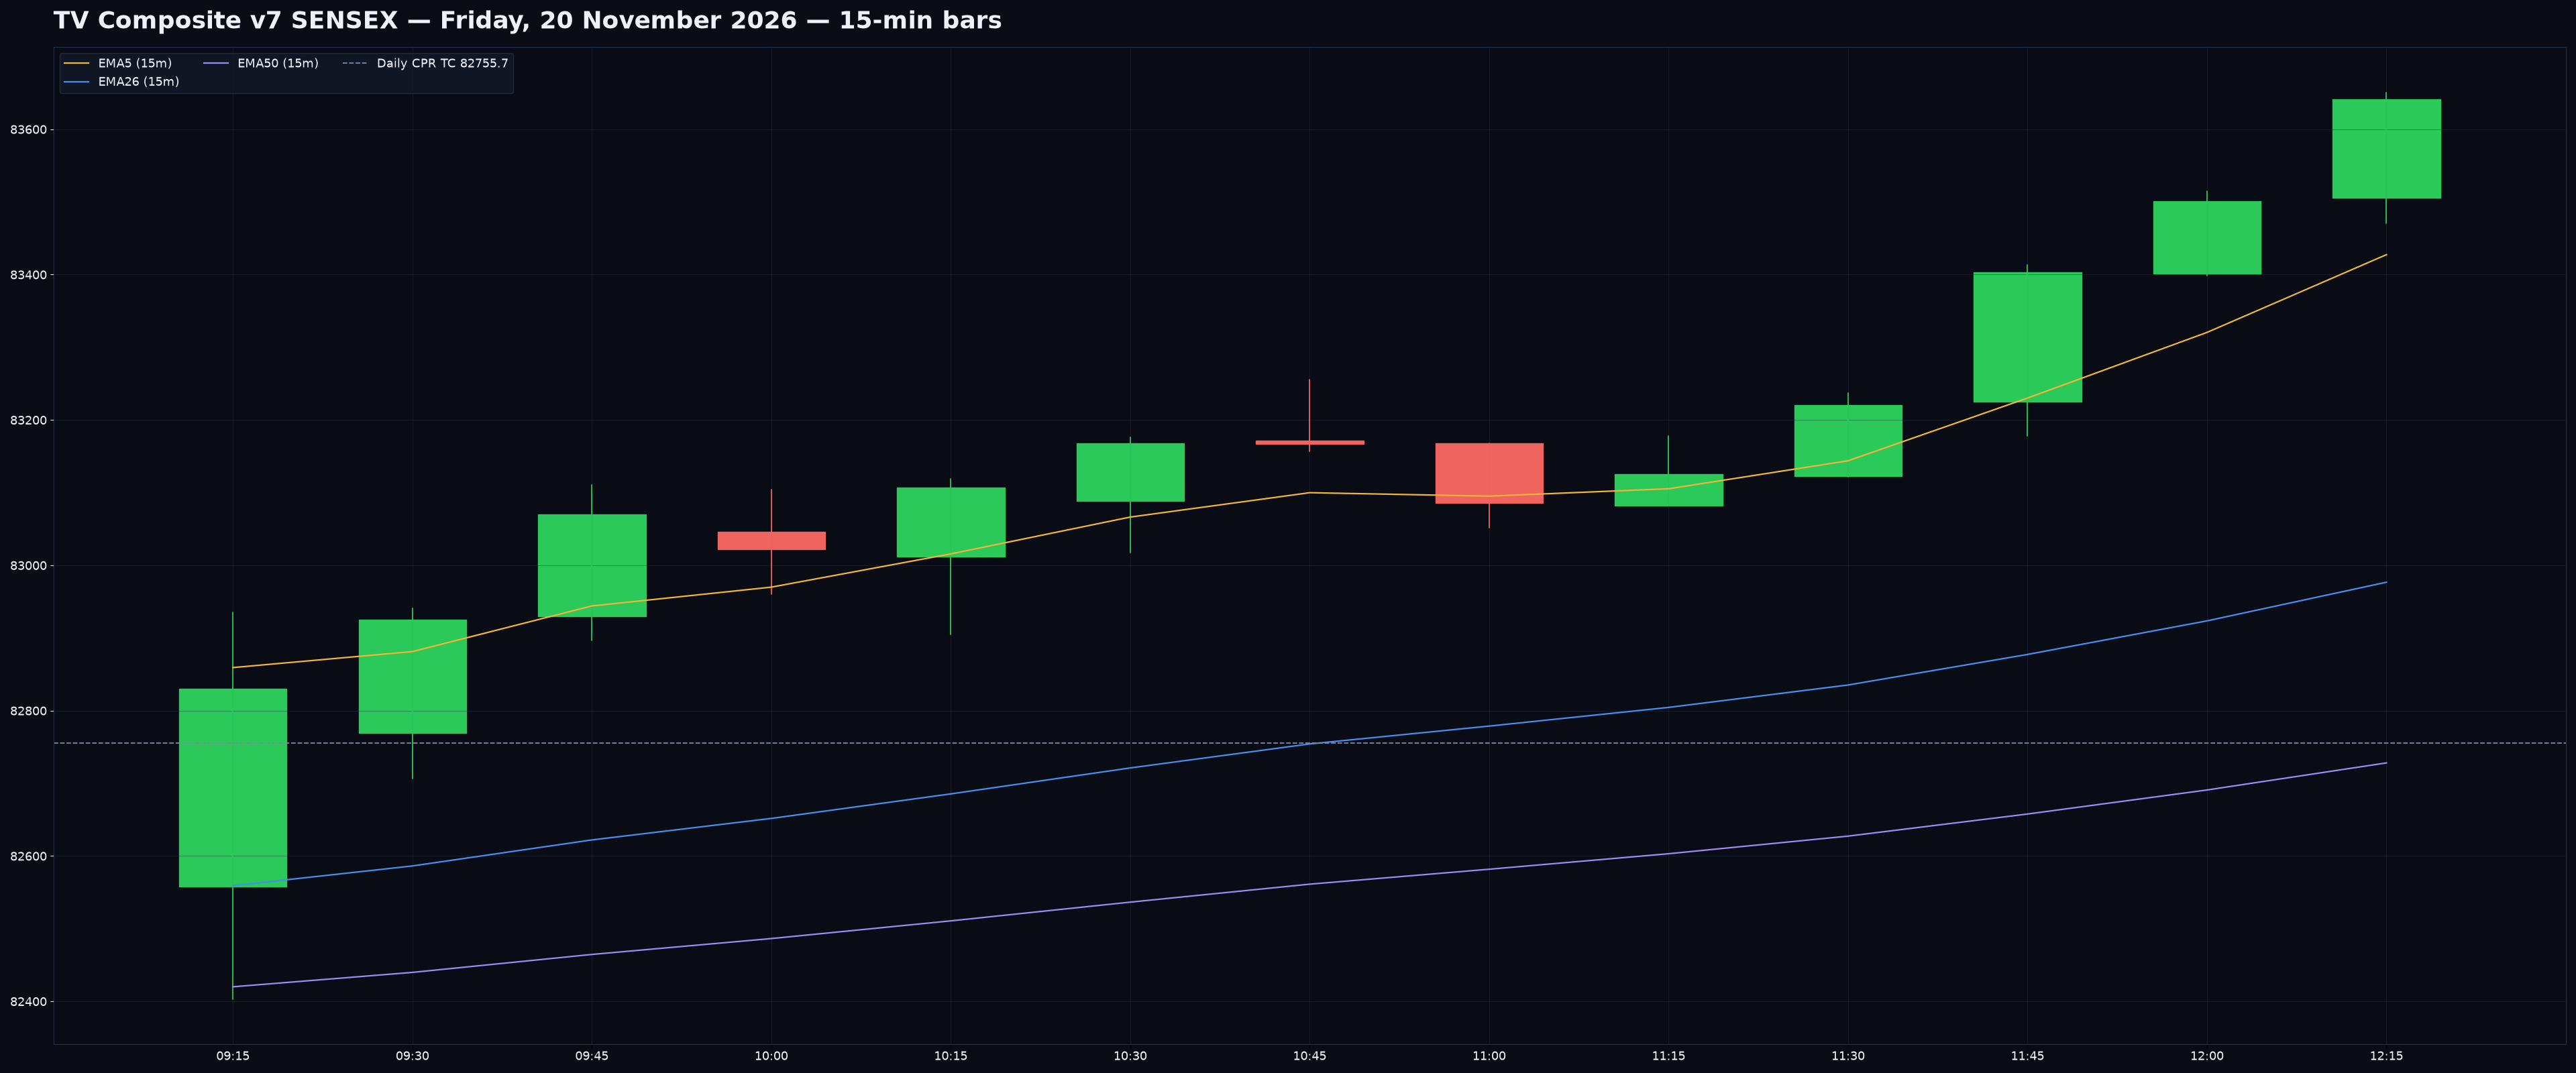 TV Composite v7 SENSEX — Friday, 20 November 2026 — 15-min bars
EMA5 (15m) EMA50 (15m) Daily CPR TC 82755.7
EMA26 (15m)
83600
83400
83200
83000
82800
82600
82400
09:15 09:30 09:45 10:00 10:15 10:30 10:45 11:00 11:15 11:30 11:45 12:00 12:15